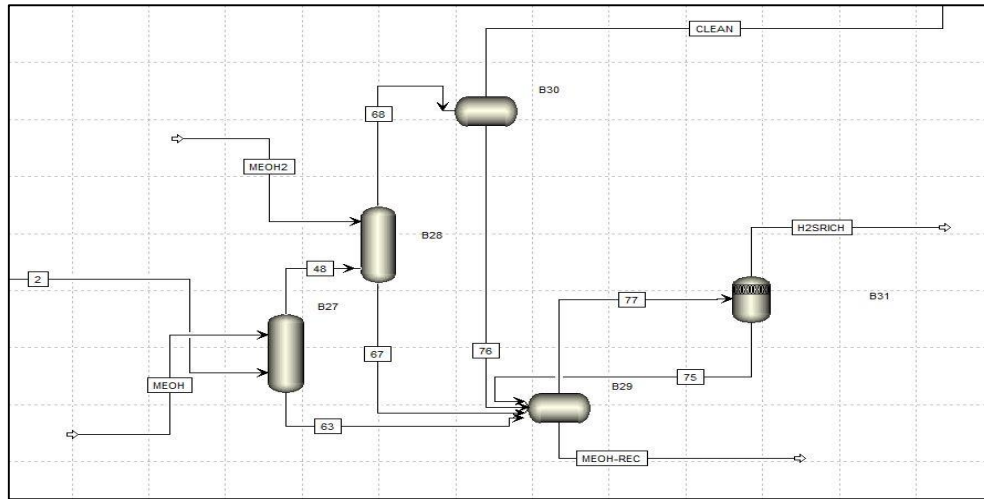 CLEAN
B30
68
MEOH2
B28
H2SRICH
48
2
B27
77
B31
67
76
MEOH
75
B29
63
MEOH-REC